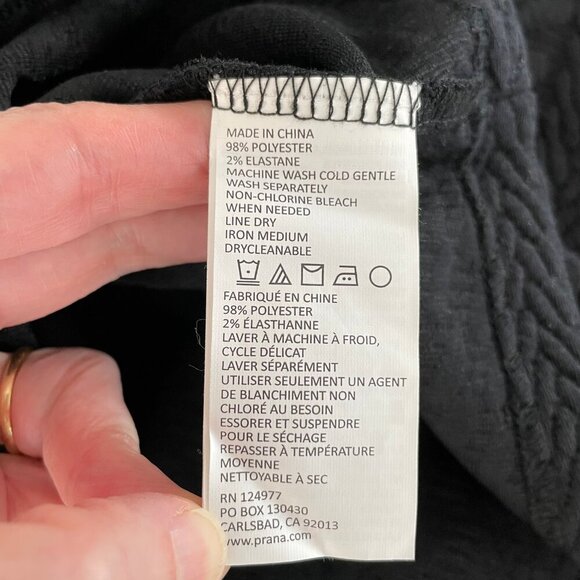 MADE IN CHINA
98% POLYESTER
2% ELASTANE
MACHINE WASH COLD GENTLE
WASH SEPARATELY
NON-CHLORINE BLEACH
WHEN NEEDED
LINE DRY
IRON MEDIUM
DRYCLEANABLE
FABRIQUÉ EN CHINE
98% POLYESTER
2% ÉLASTHANNE
LAVER À MACHINE À FROID,
CYCLE DÉLICAT
LAVER SÉPARÉMENT
UTILISER SEULEMENT UN AGENT
DE BLANCHIMENT NON
CHLORÉ AU BESOIN
ESSORER ET SUSPENDRE
POUR LE SÉCHAGE
REPASSER À TEMPÉRATURE
MOYENNE
NETTOYABLE À SEC
RN 124977
PO BOX 130430
CARLSBAD, CA 92013
www.prana.com